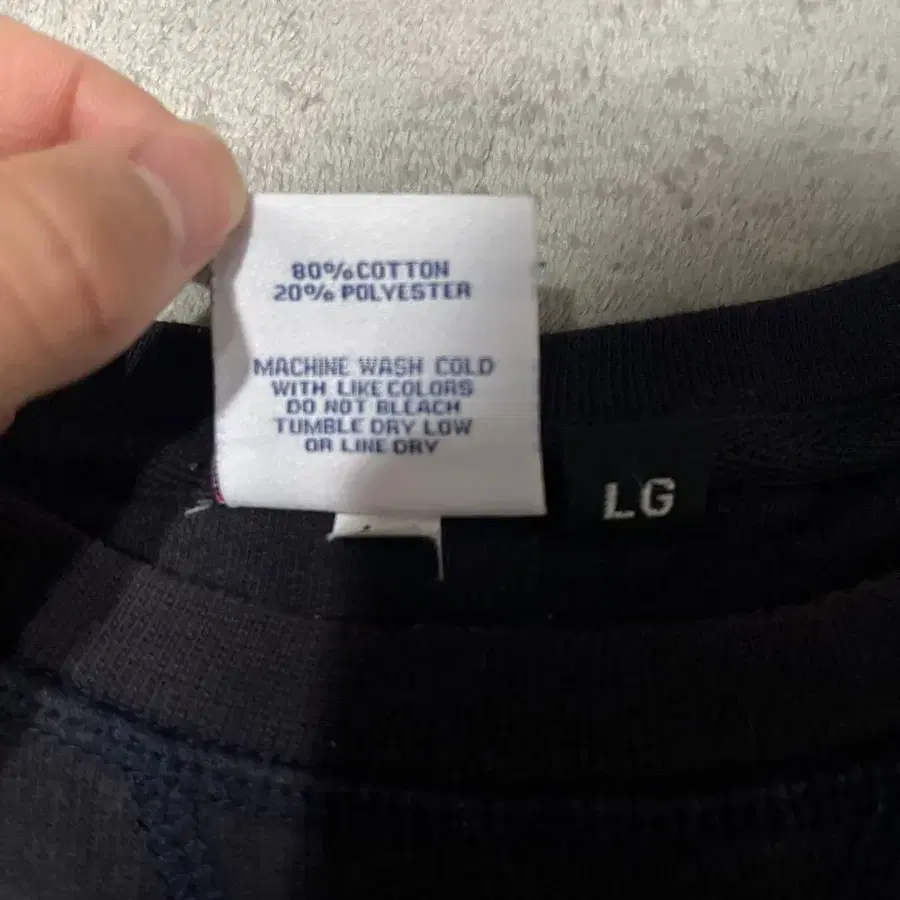 80% COTTON
20% POLYESTER
MACHINE WASH COLD
WITH LIKE COLORS
DO NOT BLEACH
TUMBLE DRY LOW
OR LINE DRY
LG